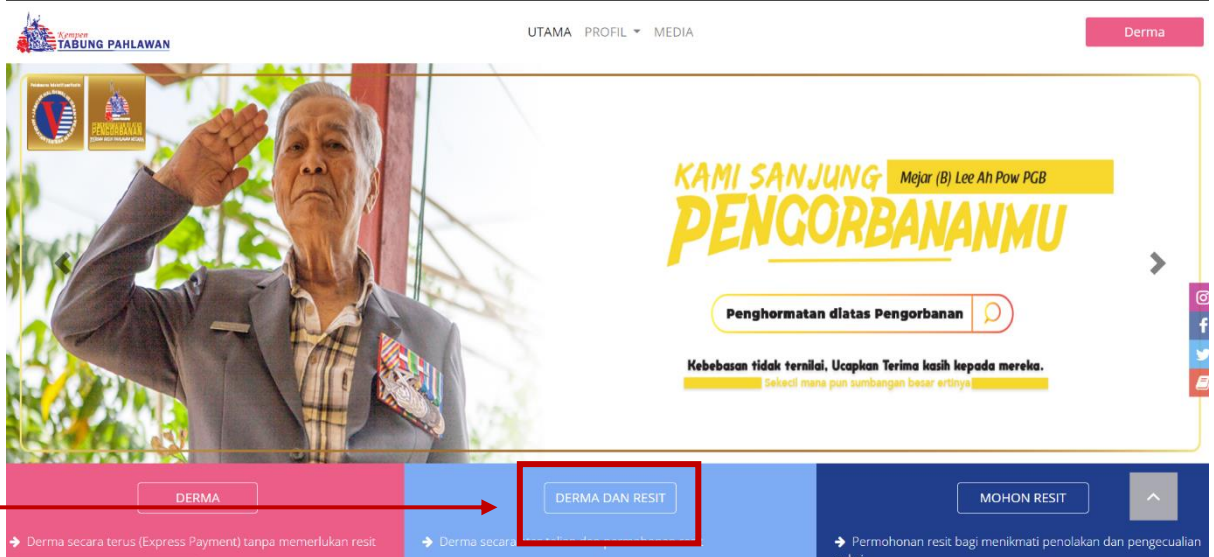 Kempen
TABUNG PAHLAWAN
UTAMA PROFIL MEDIA
Derma
V
PENGORBANAN
KAMI SANJUNG Mejar (B) Lee Ah Pow PGB
PENGORBANANMU
Penghormatan diatas Pengorbanan
Kebebasan tidak ternilai, Ucapkan Terima kasih kepada mereka.
Sekecil mana pun sumbangan besar ertinya
DERMA
DERMA DAN RESIT
MOHON RESIT
Derma secara terus (Express Payment) tanpa memerlukan resit
Derma secara
Permohonan resit bagi menikmati penolakan dan pengecualian